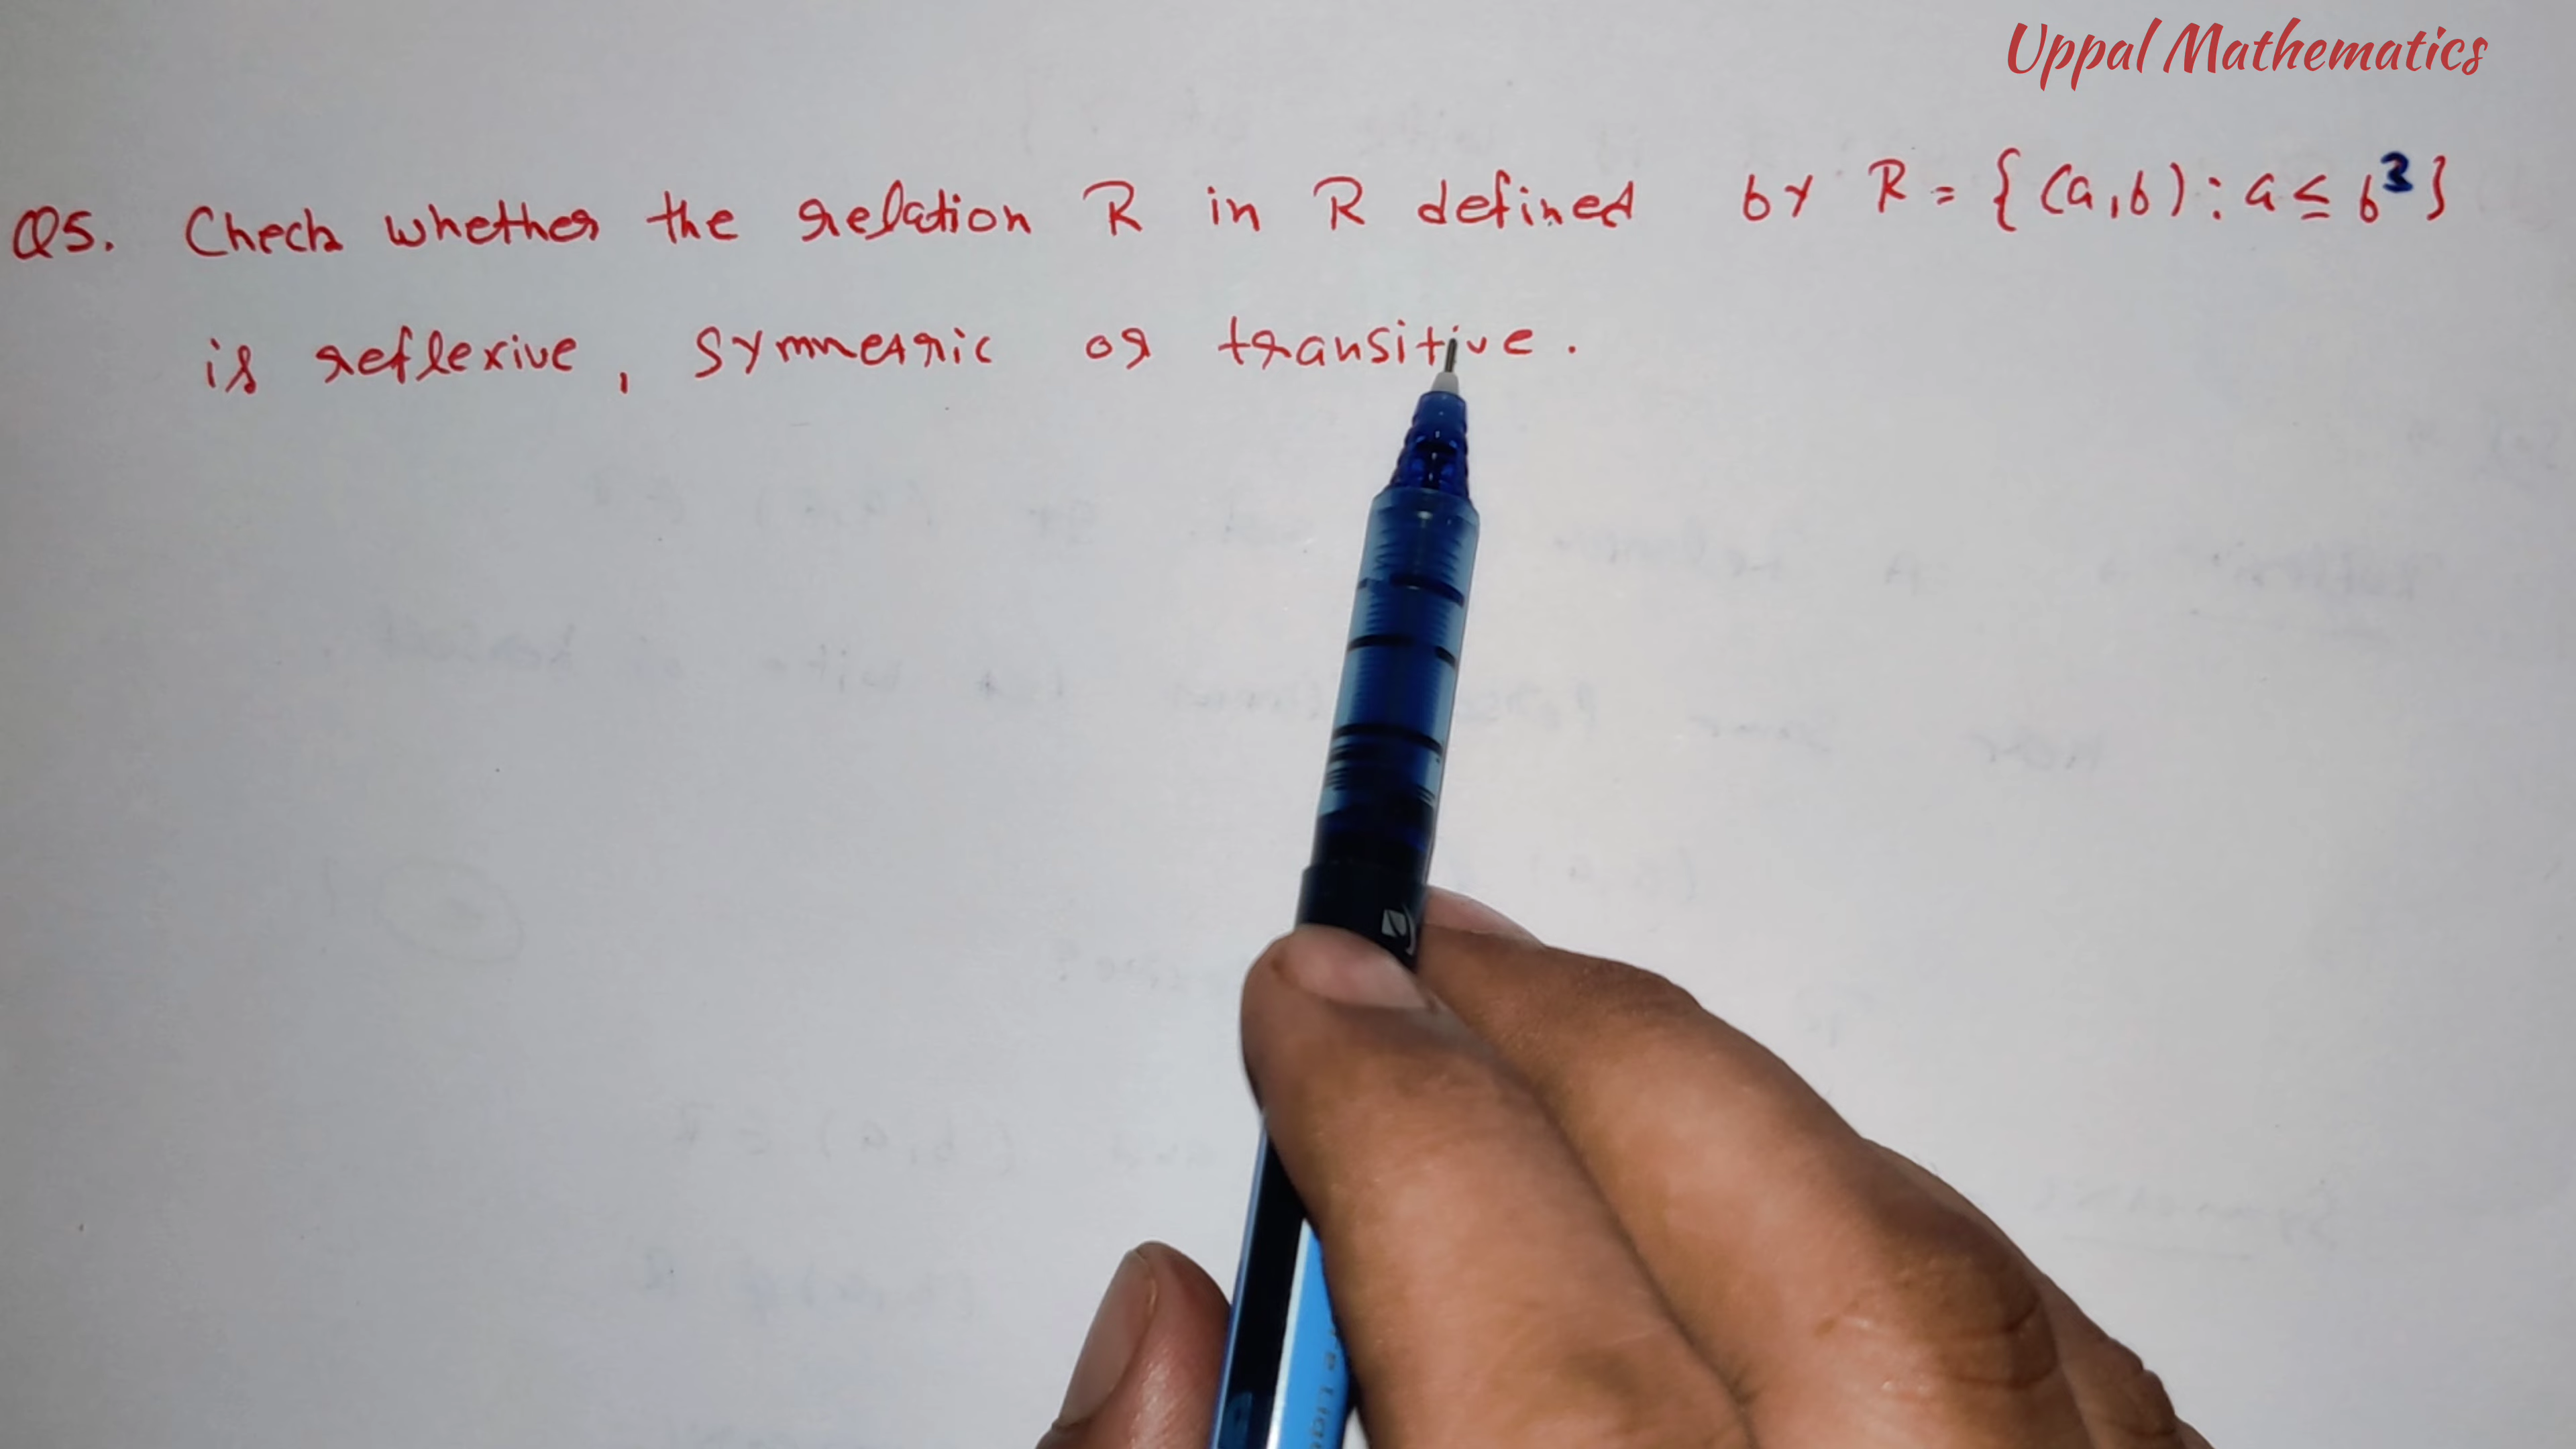 Uppal Mathematics
Q5. Check whether the relation R in R defined by R = {(a,b) : a ≤ b³}
is reflexive, symmetric or transitive.